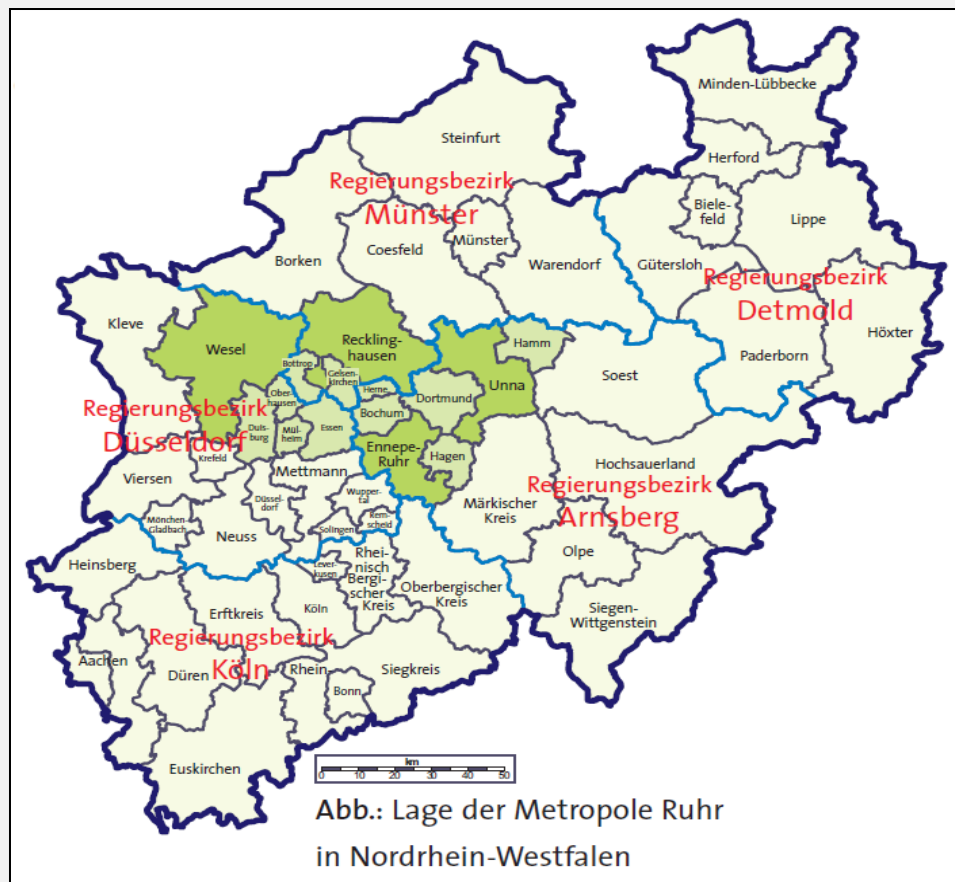 Minden-Lübbecke
Steinfurt
Herford
Regierungsbezirk
Münster
Biele-
feld
Lippe
Münster
Coesfeld
Borken
Warendorf
Gütersloh
Regierungsbezirk
Detmold
Höxter
Kleve
Wesel
Reckling-
hausen
Hamm
Paderborn
Bottrop
Gelsen-
kirchen
Unna
Soest
Herne
Ober-
hausen
Dortmund
Regierungsbezirk
Düsseldorf
Bochum
Duis-
burg
Mül-
heim
Essen
Ennepe-
Ruhr
Hagen
Krefeld
Hochsauerland
Viersen
Mettmann
Regierungsbezirk
Arnsberg
Wupper-
tal
Düssel-
dorf
Märkischer
Kreis
Mönchen
Gladbach
Rem-
scheid
Solingen
Neuss
Olpe
Heinsberg
Lever-
kusen
Rhei-
nisch
Bergi-
scher
Kreis
Oberbergischer
Kreis
Erftkreis
Köln
Siegen-
Wittgenstein
Regierungsbezirk
Köln
Aachen
Düren
Rhein-
Siegkreis
Bonn
Euskirchen
km
0 10 20 30 40 50
Abb.: Lage der Metropole Ruhr
in Nordrhein-Westfalen